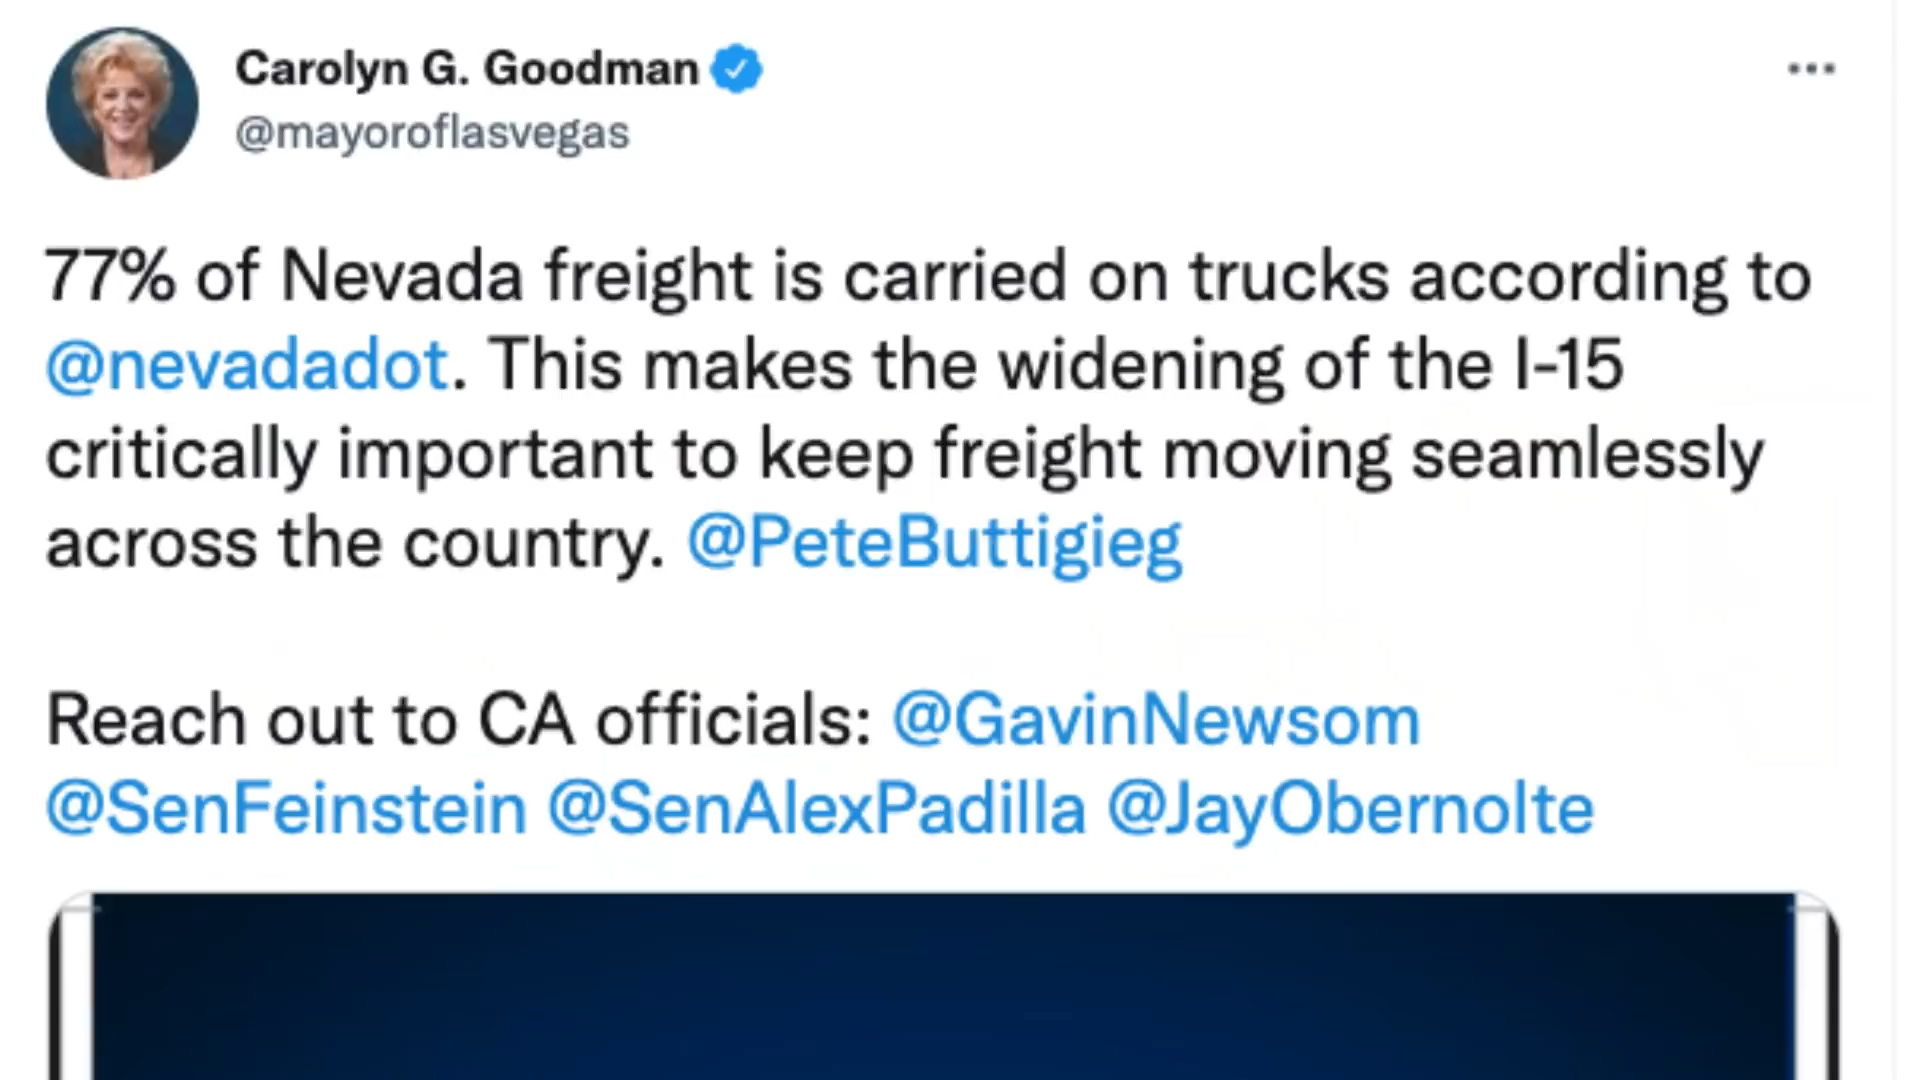 Carolyn G. Goodman
@mayoroflasvegas
77% of Nevada freight is carried on trucks according to
@nevadadot. This makes the widening of the I-15
critically important to keep freight moving seamlessly
across the country. @PeteButtigieg
Reach out to CA officials: @GavinNewsom
@SenFeinstein @SenAlexPadilla @JayObernolte